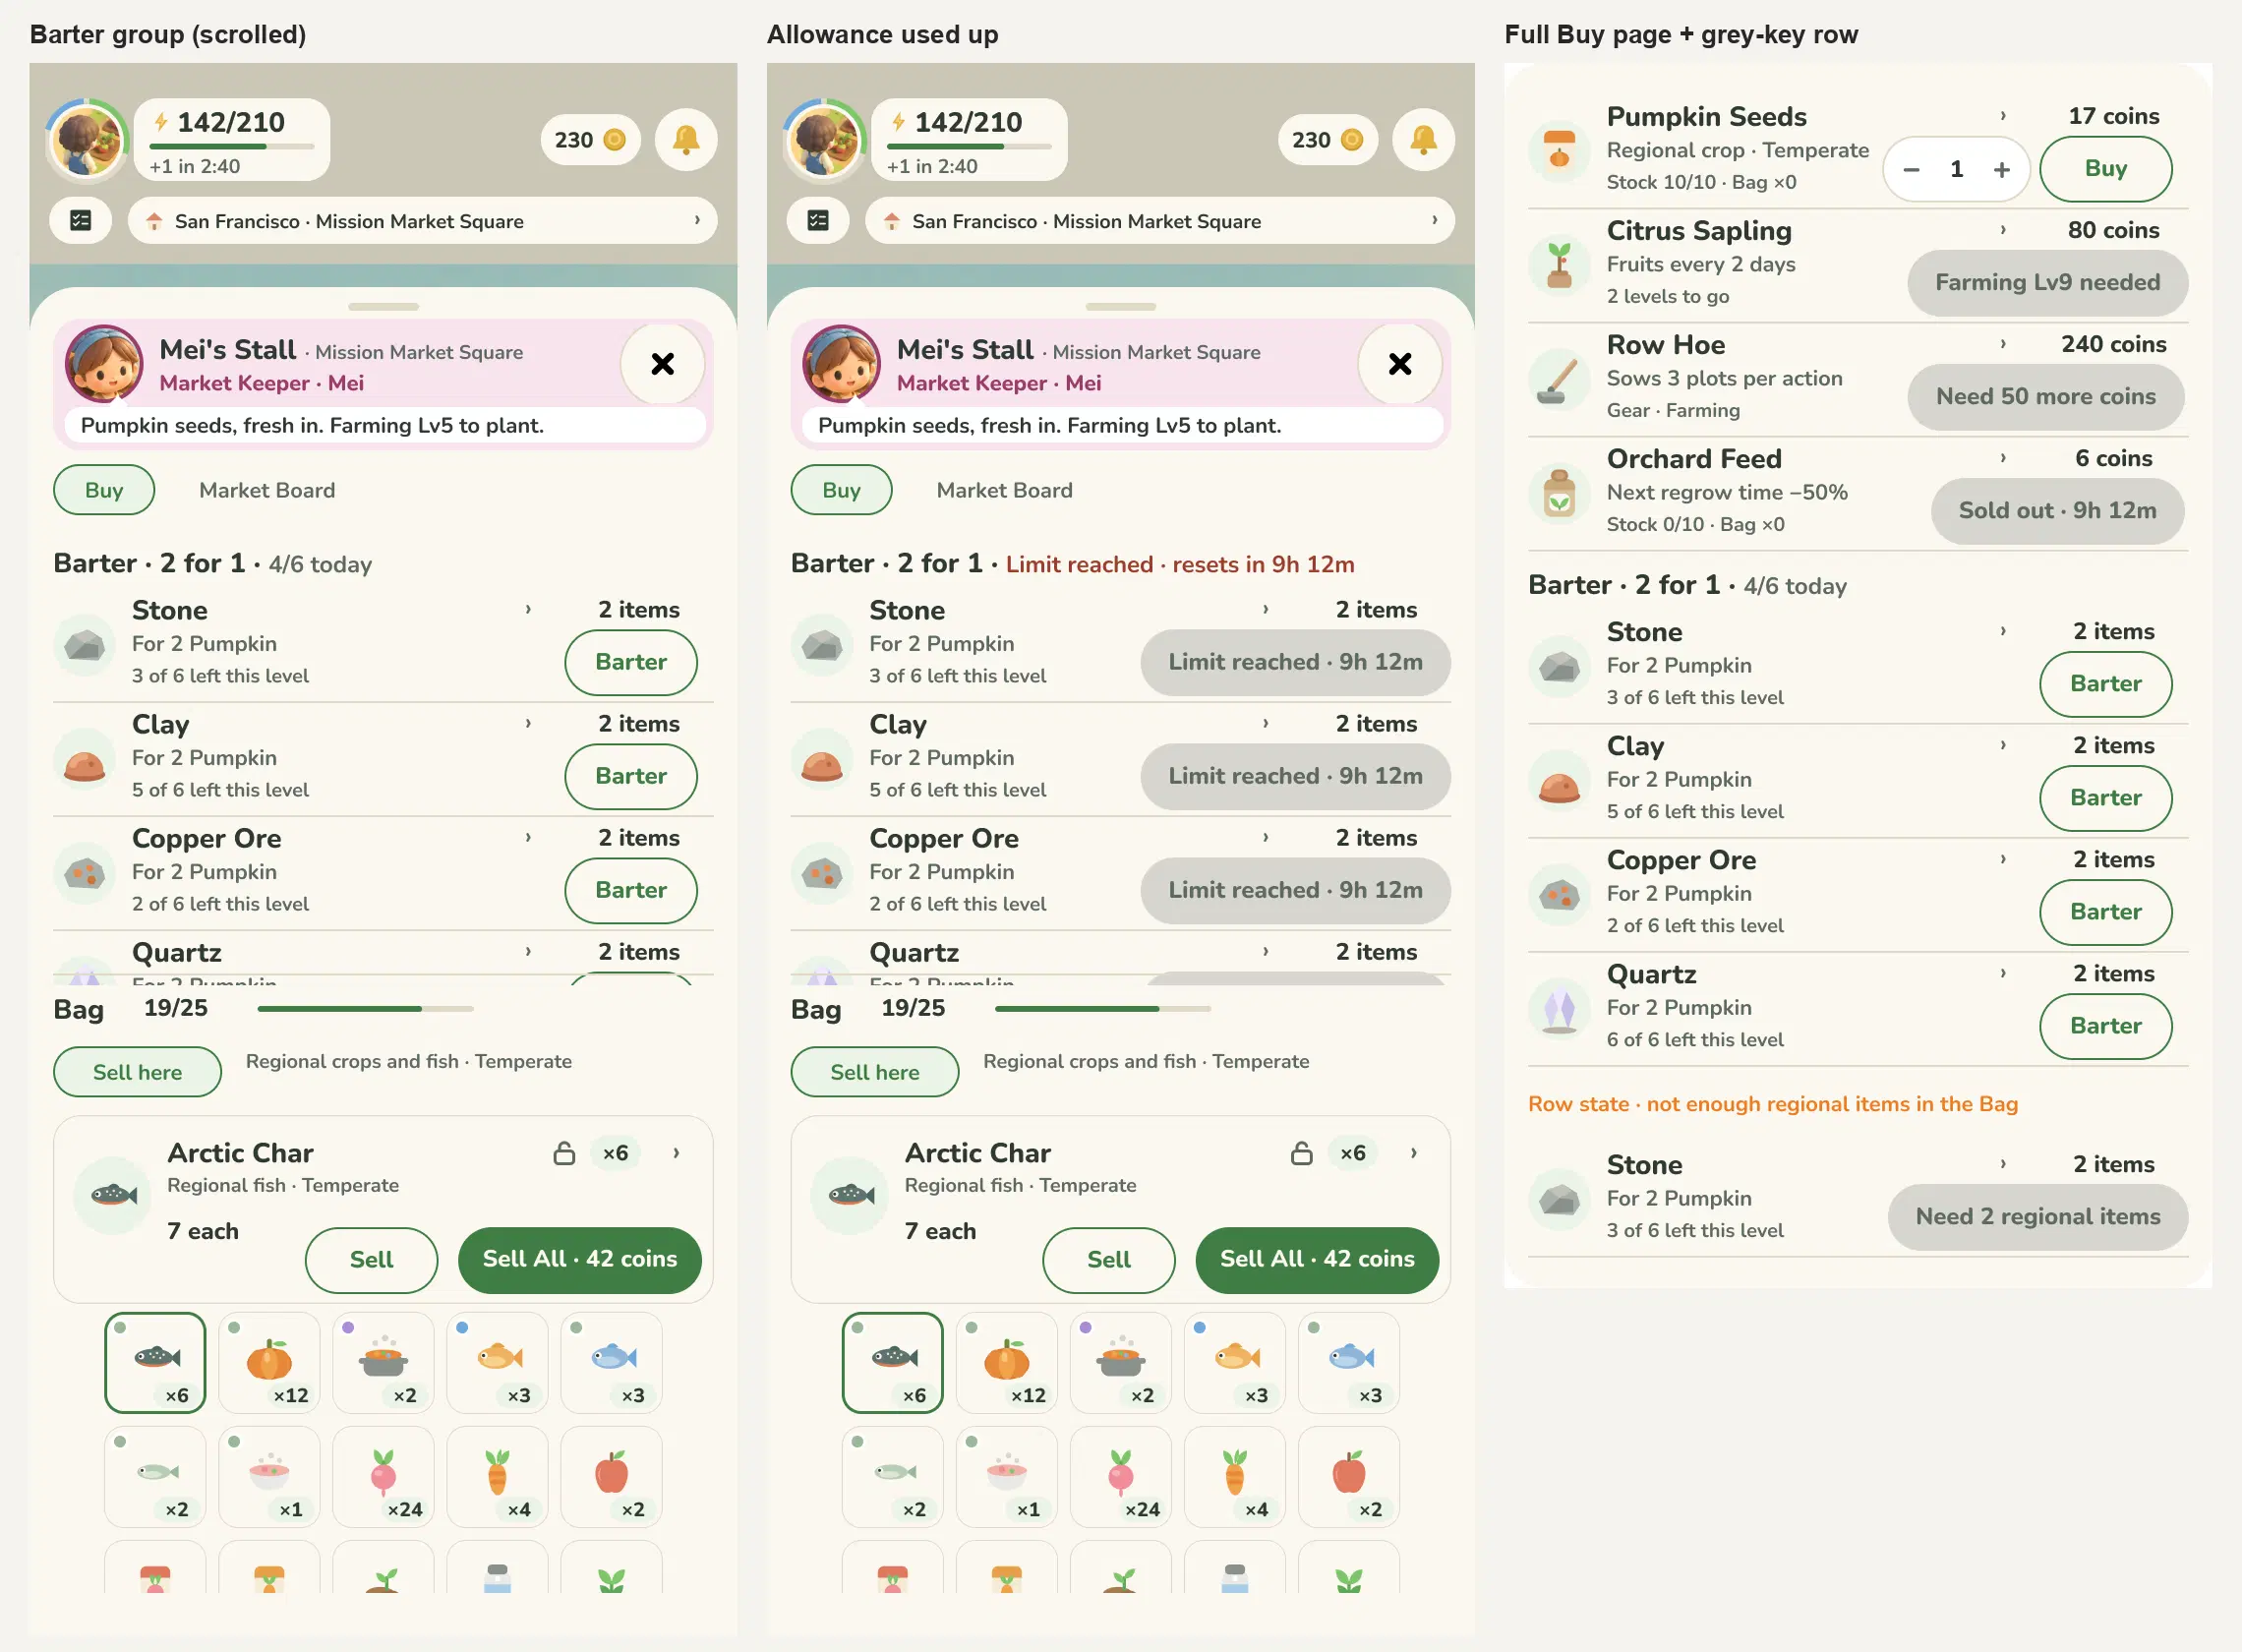 Barter group (scrolled)
142/210
+1 in 2:40
230
San Francisco · Mission Market Square
Mei's Stall · Mission Market Square
Market Keeper · Mei
Pumpkin seeds, fresh in. Farming Lv5 to plant.
Buy
Market Board
Barter · 2 for 1 · 4/6 today
Stone
2 items
For 2 Pumpkin
Barter
3 of 6 left this level
Clay
2 items
For 2 Pumpkin
Barter
5 of 6 left this level
Copper Ore
2 items
For 2 Pumpkin
Barter
2 of 6 left this level
Quartz
2 items
For 2 Pumpkin
Bag 19/25
Sell here
Regional crops and fish · Temperate
Arctic Char
×6
Regional fish · Temperate
7 each
Sell
Sell All · 42 coins
×6
×12
×2
×3
×3
×2
×1
×24
×4
×2
Allowance used up
142/210
+1 in 2:40
230
San Francisco · Mission Market Square
Mei's Stall · Mission Market Square
Market Keeper · Mei
Pumpkin seeds, fresh in. Farming Lv5 to plant.
Buy
Market Board
Barter · 2 for 1 · Limit reached · resets in 9h 12m
Stone
2 items
For 2 Pumpkin
Limit reached · 9h 12m
3 of 6 left this level
Clay
2 items
For 2 Pumpkin
Limit reached · 9h 12m
5 of 6 left this level
Copper Ore
2 items
For 2 Pumpkin
Limit reached · 9h 12m
2 of 6 left this level
Quartz
2 items
For 2 Pumpkin
Bag 19/25
Sell here
Regional crops and fish · Temperate
Arctic Char
×6
Regional fish · Temperate
7 each
Sell
Sell All · 42 coins
×6
×12
×2
×3
×3
×2
×1
×24
×4
×2
Full Buy page + grey-key row
Pumpkin Seeds
17 coins
Regional crop · Temperate
− 1 +
Buy
Stock 10/10 · Bag ×0
Citrus Sapling
80 coins
Fruits every 2 days
Farming Lv9 needed
2 levels to go
Row Hoe
240 coins
Sows 3 plots per action
Need 50 more coins
Gear · Farming
Orchard Feed
6 coins
Next regrow time −50%
Sold out · 9h 12m
Stock 0/10 · Bag ×0
Barter · 2 for 1 · 4/6 today
Stone
2 items
For 2 Pumpkin
Barter
3 of 6 left this level
Clay
2 items
For 2 Pumpkin
Barter
5 of 6 left this level
Copper Ore
2 items
For 2 Pumpkin
Barter
2 of 6 left this level
Quartz
2 items
For 2 Pumpkin
Barter
6 of 6 left this level
Row state · not enough regional items in the Bag
Stone
2 items
For 2 Pumpkin
Need 2 regional items
3 of 6 left this level